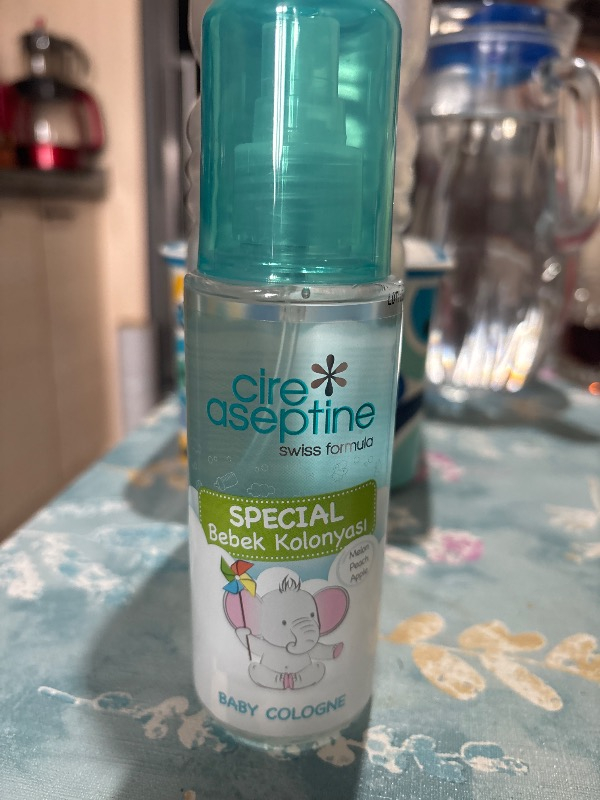 cire
aseptine
swiss formula
SPECIAL
Bebek Kolonyası
Melon
Peach
Apple
BABY COLOGNE